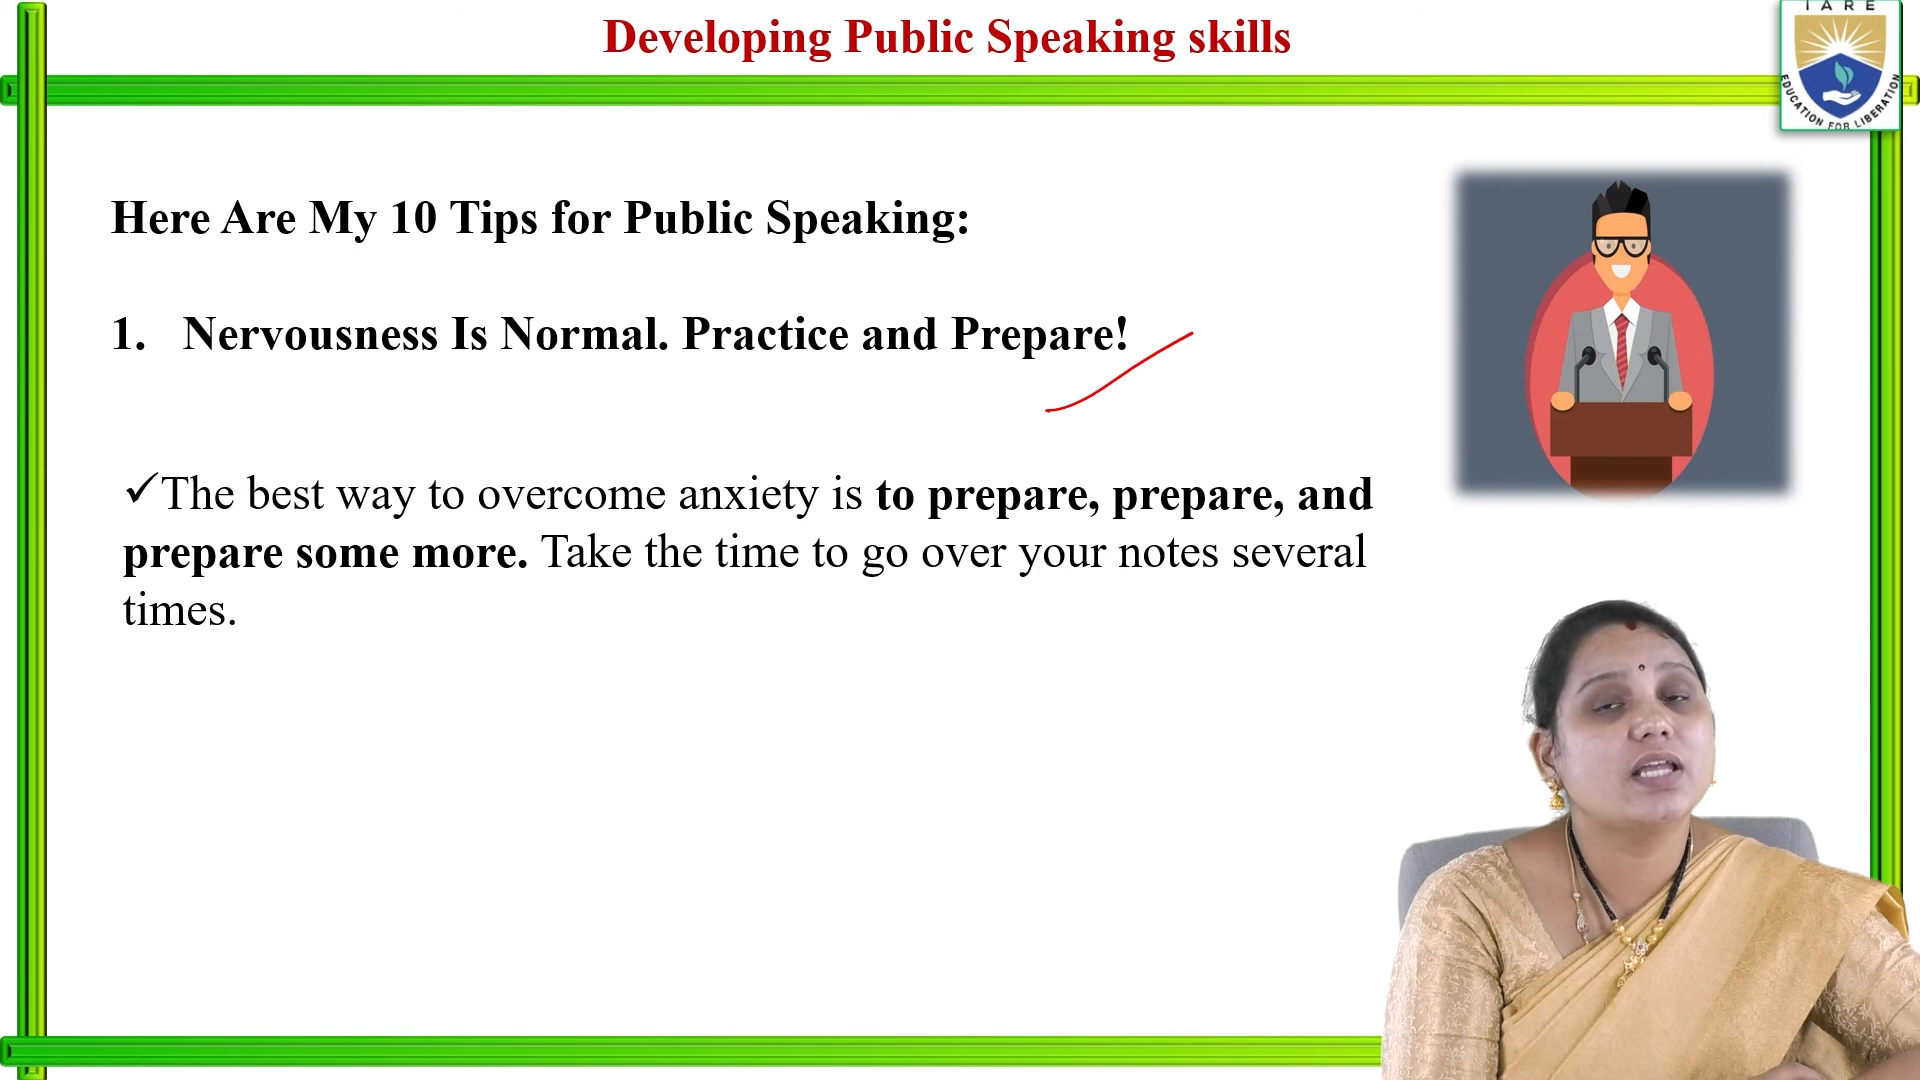 Developing Public Speaking skills
IARE
EDUCATION FOR LIBERATION
Here Are My 10 Tips for Public Speaking:
1. Nervousness Is Normal. Practice and Prepare!
✓The best way to overcome anxiety is to prepare, prepare, and
prepare some more. Take the time to go over your notes several
times.